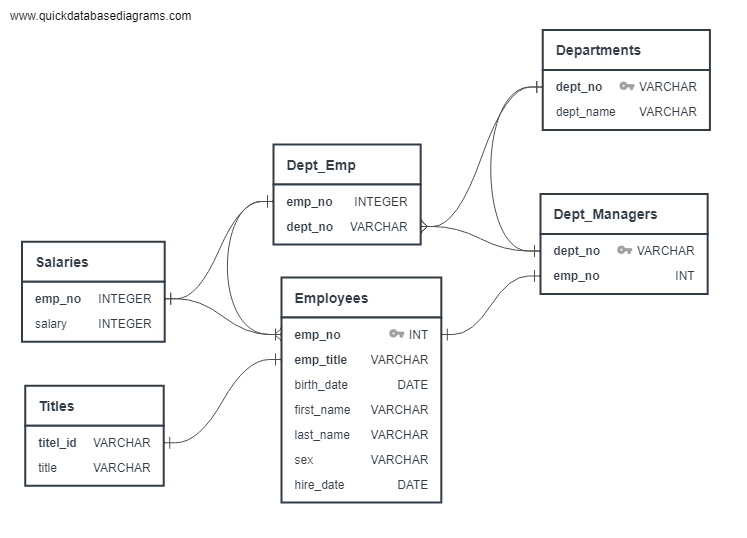 www.quickdatabasediagrams.com
Departments
dept_no VARCHAR
dept_name VARCHAR
Dept_Emp
emp_no INTEGER
dept_no VARCHAR
Dept_Managers
dept_no VARCHAR
emp_no INT
Salaries
emp_no INTEGER
salary INTEGER
Employees
emp_no INT
emp_title VARCHAR
birth_date DATE
first_name VARCHAR
last_name VARCHAR
sex VARCHAR
hire_date DATE
Titles
titel_id VARCHAR
title VARCHAR